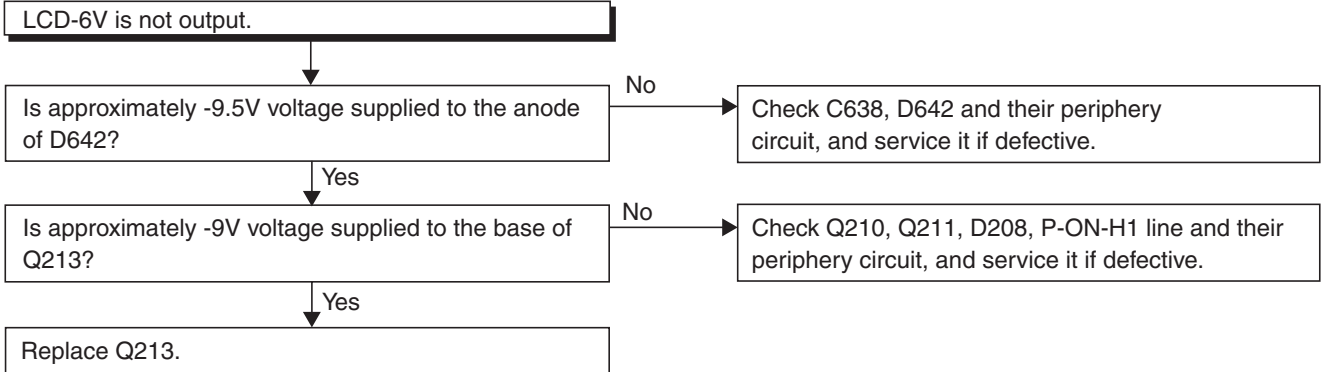 LCD-6V is not output.
Is approximately -9.5V voltage supplied to the anode
of D642?
No
Check C638, D642 and their periphery
circuit, and service it if defective.
Yes
Is approximately -9V voltage supplied to the base of
Q213?
No
Check Q210, Q211, D208, P-ON-H1 line and their
periphery circuit, and service it if defective.
Yes
Replace Q213.